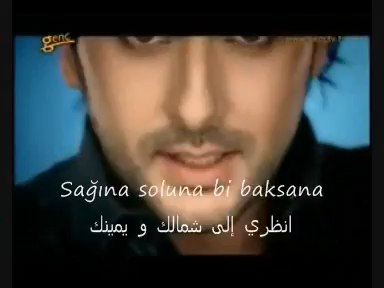 genç
Sağına soluna bi baksana
انظري إلى شمالك و يمينك